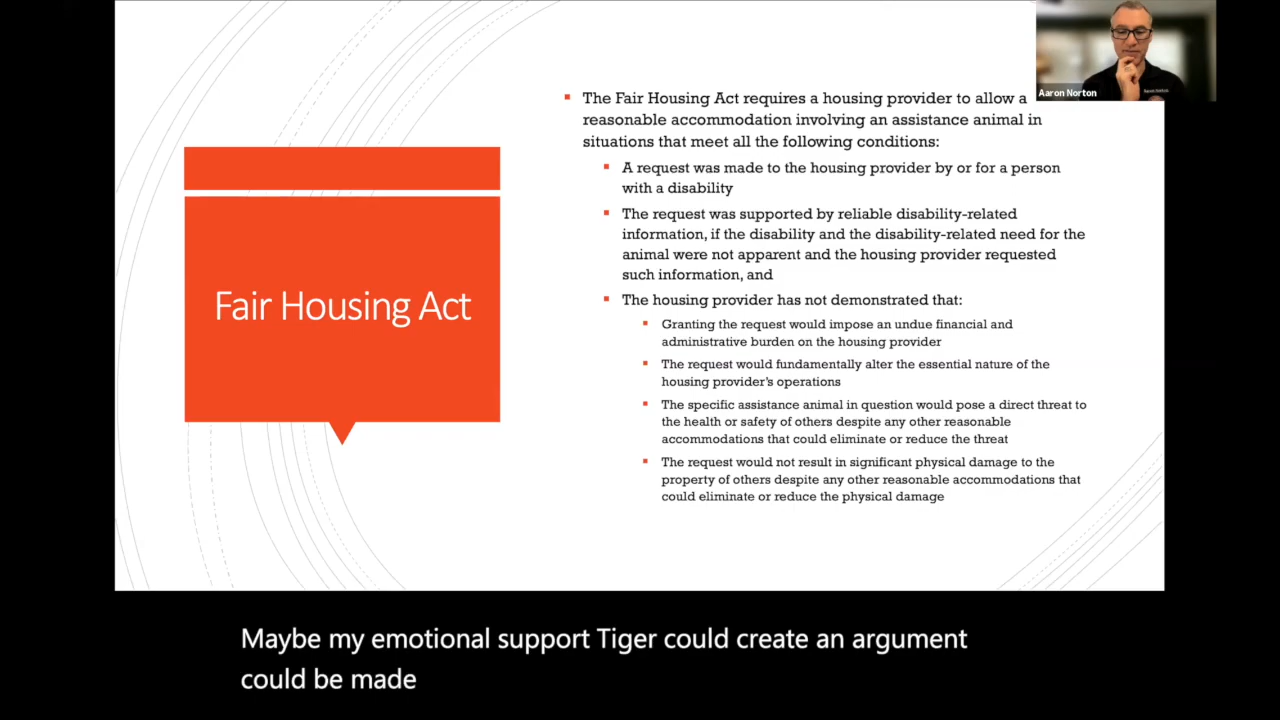 Aaron Norton
Fair Housing Act
▪ The Fair Housing Act requires a housing provider to allow a
reasonable accommodation involving an assistance animal in
situations that meet all the following conditions:
▪ A request was made to the housing provider by or for a person
with a disability
▪ The request was supported by reliable disability-related
information, if the disability and the disability-related need for the
animal were not apparent and the housing provider requested
such information, and
▪ The housing provider has not demonstrated that:
▪ Granting the request would impose an undue financial and
administrative burden on the housing provider
▪ The request would fundamentally alter the essential nature of the
housing provider’s operations
▪ The specific assistance animal in question would pose a direct threat to
the health or safety of others despite any other reasonable
accommodations that could eliminate or reduce the threat
▪ The request would not result in significant physical damage to the
property of others despite any other reasonable accommodations that
could eliminate or reduce the physical damage
Maybe my emotional support Tiger could create an argument
could be made